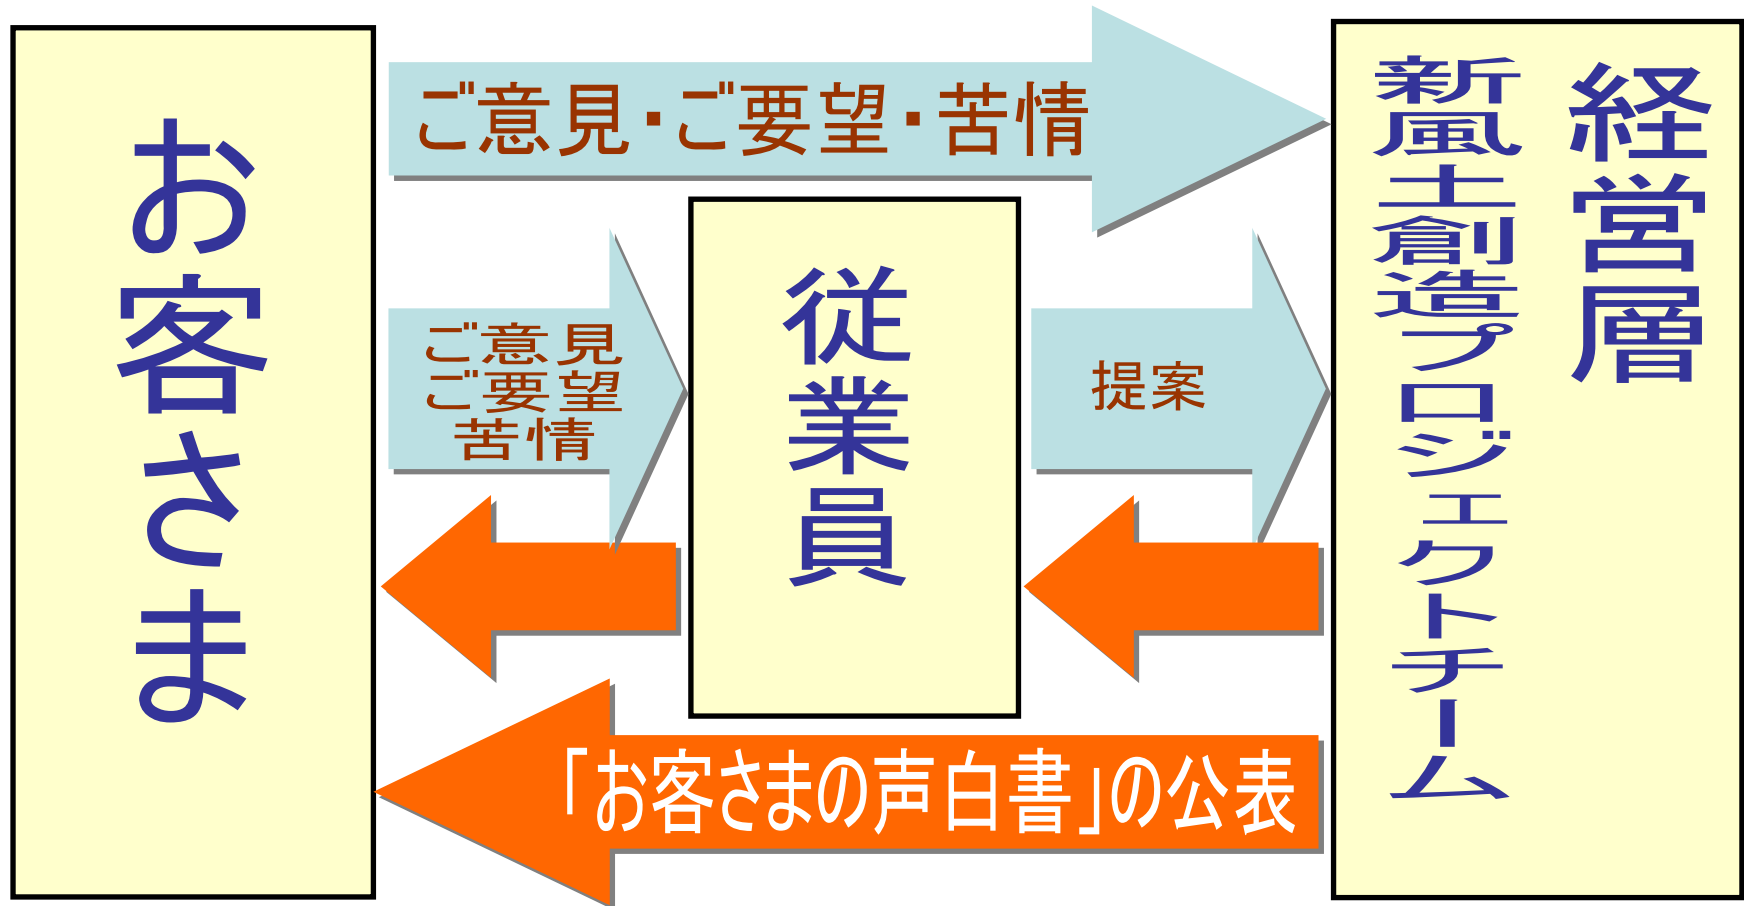 お客さま
ご意見・ご要望・苦情
ご意見
ご要望
苦情
従業員
提案
経営層
新風土創造プロジェクトチーム
「お客さまの声白書」の公表